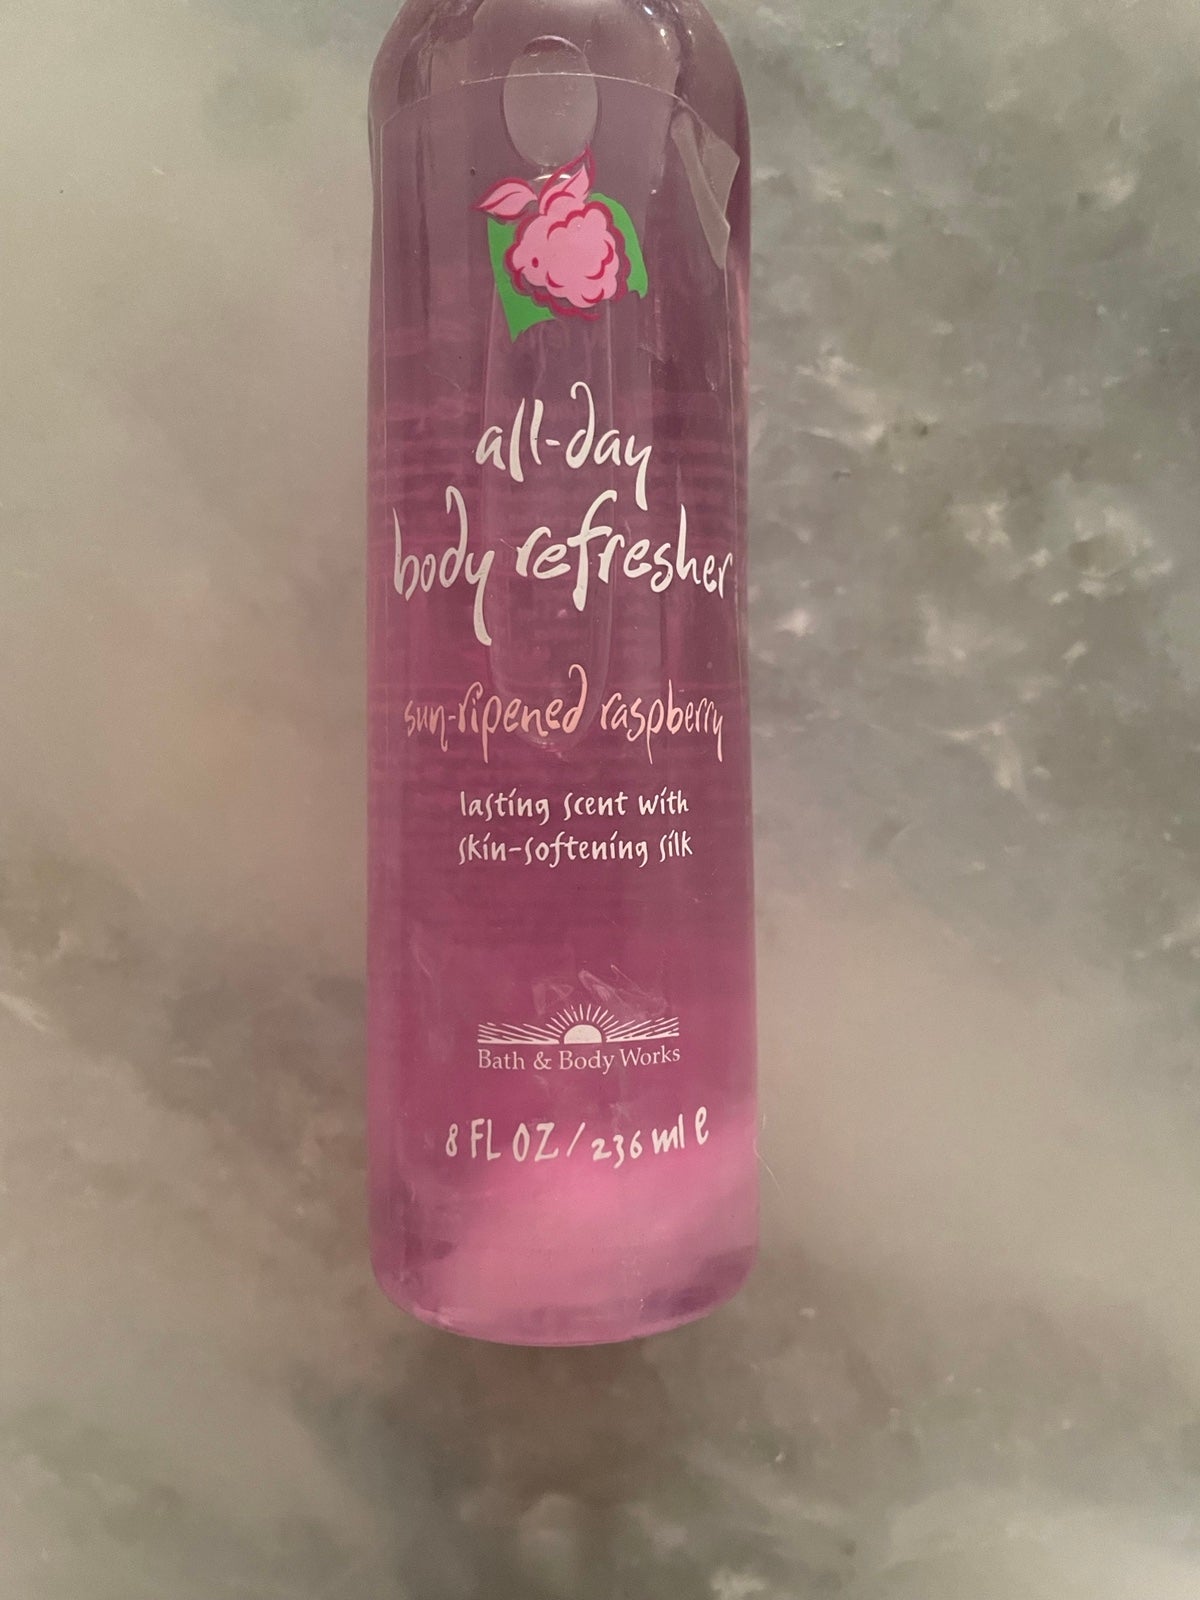 all-day
body refresher
sun-ripened raspberry
lasting scent with
skin-softening silk
Bath & Body Works
8 FL OZ / 236 ml e